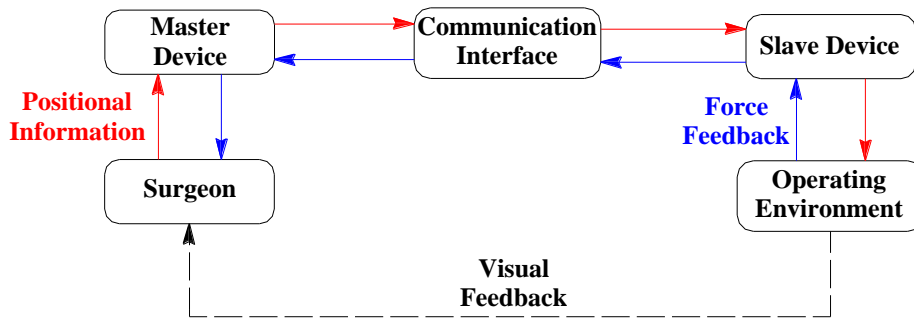 Master
Device
Communication
Interface
Slave Device
Positional
Information
Force
Feedback
Surgeon
Operating
Environment
Visual
Feedback